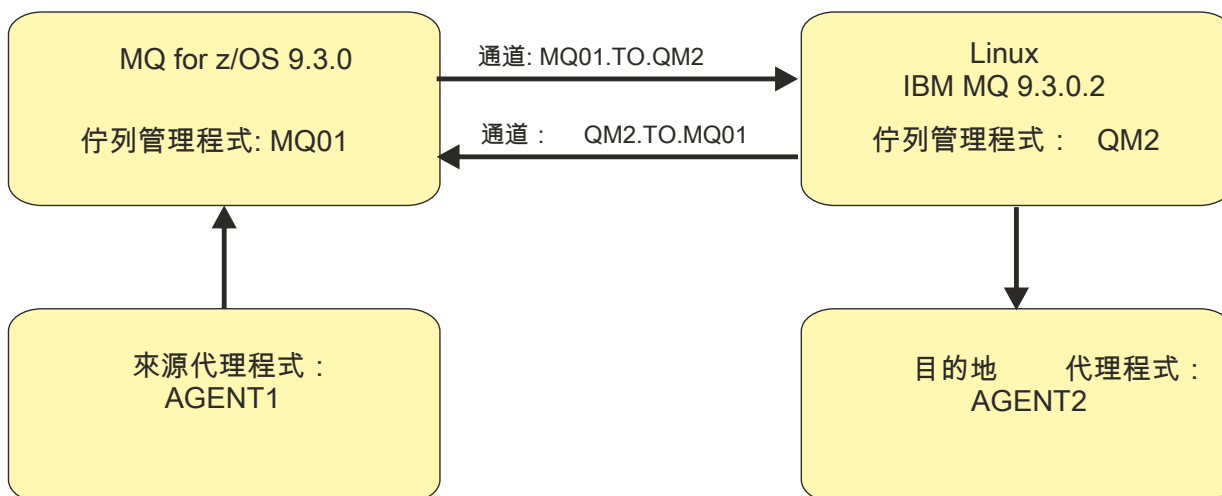 MQ for z/OS 9.3.0
佇列管理程式: MQ01
通道: MQ01.TO.QM2
通道： QM2.TO.MQ01
Linux
IBM MQ 9.3.0.2
佇列管理程式： QM2
來源代理程式：
AGENT1
目的地 代理程式：
AGENT2